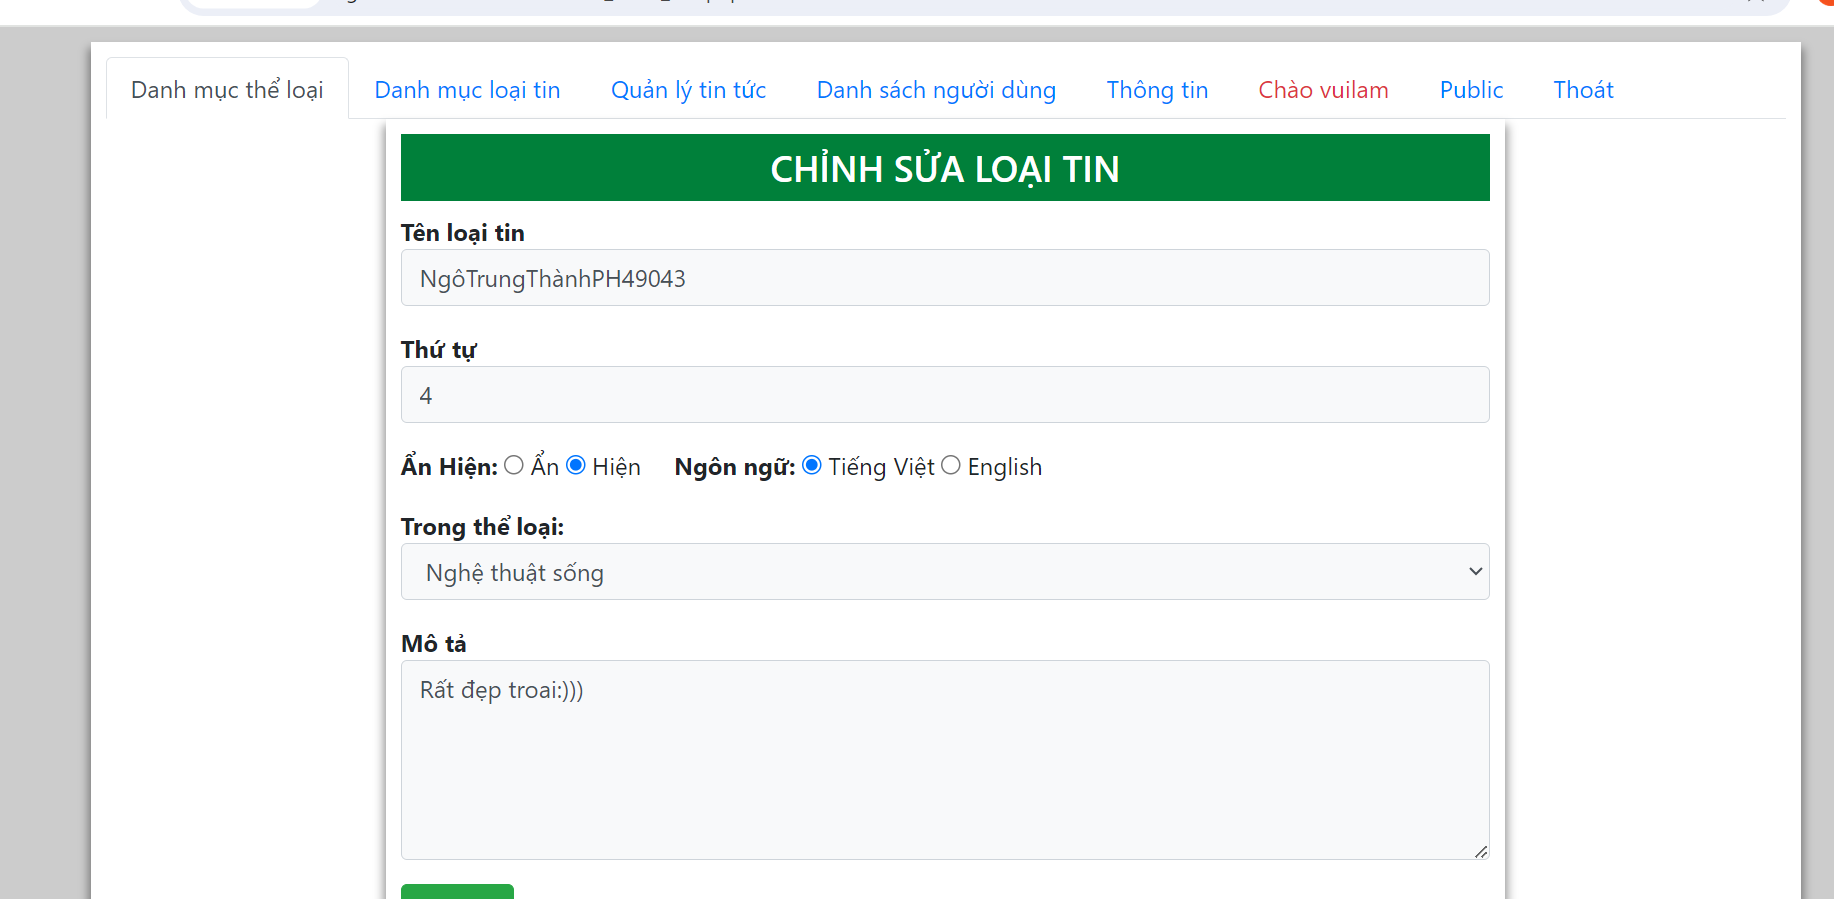 Danh mục thể loại Danh mục loại tin Quản lý tin tức Danh sách người dùng Thông tin Chào vuilam Public Thoát
CHỈNH SỬA LOẠI TIN
Tên loại tin
NgôTrungThànhPH49043
Thứ tự
4
Ẩn Hiện: Ẩn Hiện Ngôn ngữ: Tiếng Việt English
Trong thể loại:
Nghệ thuật sống
Mô tả
Rất đẹp troai:)))